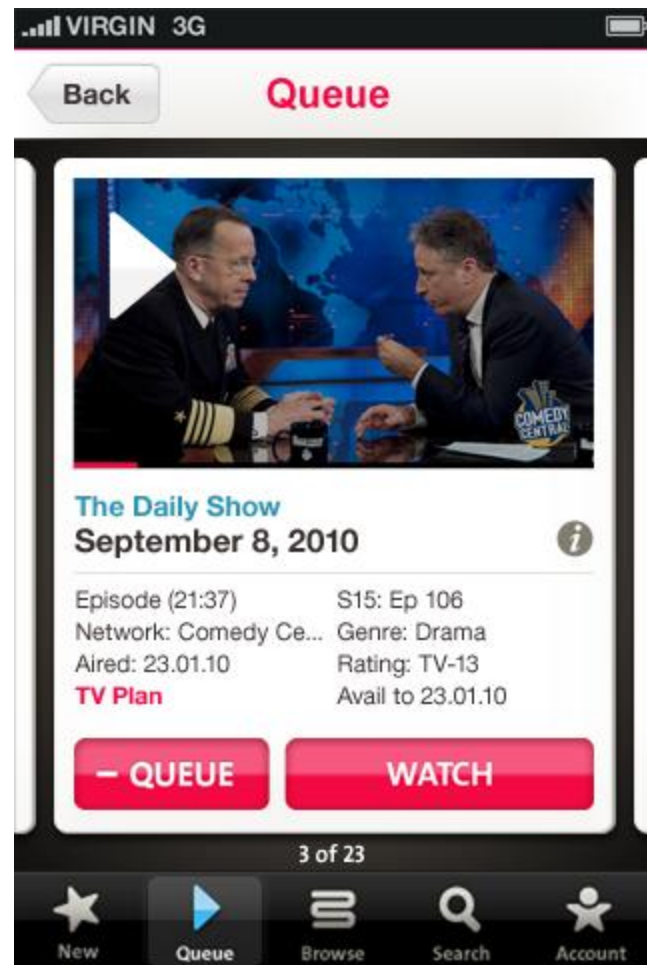 VIRGIN 3G
Back
Queue
COMEDY
CENTRAL
The Daily Show
September 8, 2010
i
Episode (21:37)
S15: Ep 106
Network: Comedy Ce...
Genre: Drama
Aired: 23.01.10
Rating: TV-13
TV Plan
Avail to 23.01.10
– QUEUE
WATCH
3 of 23
New
Queue
Browse
Search
Account